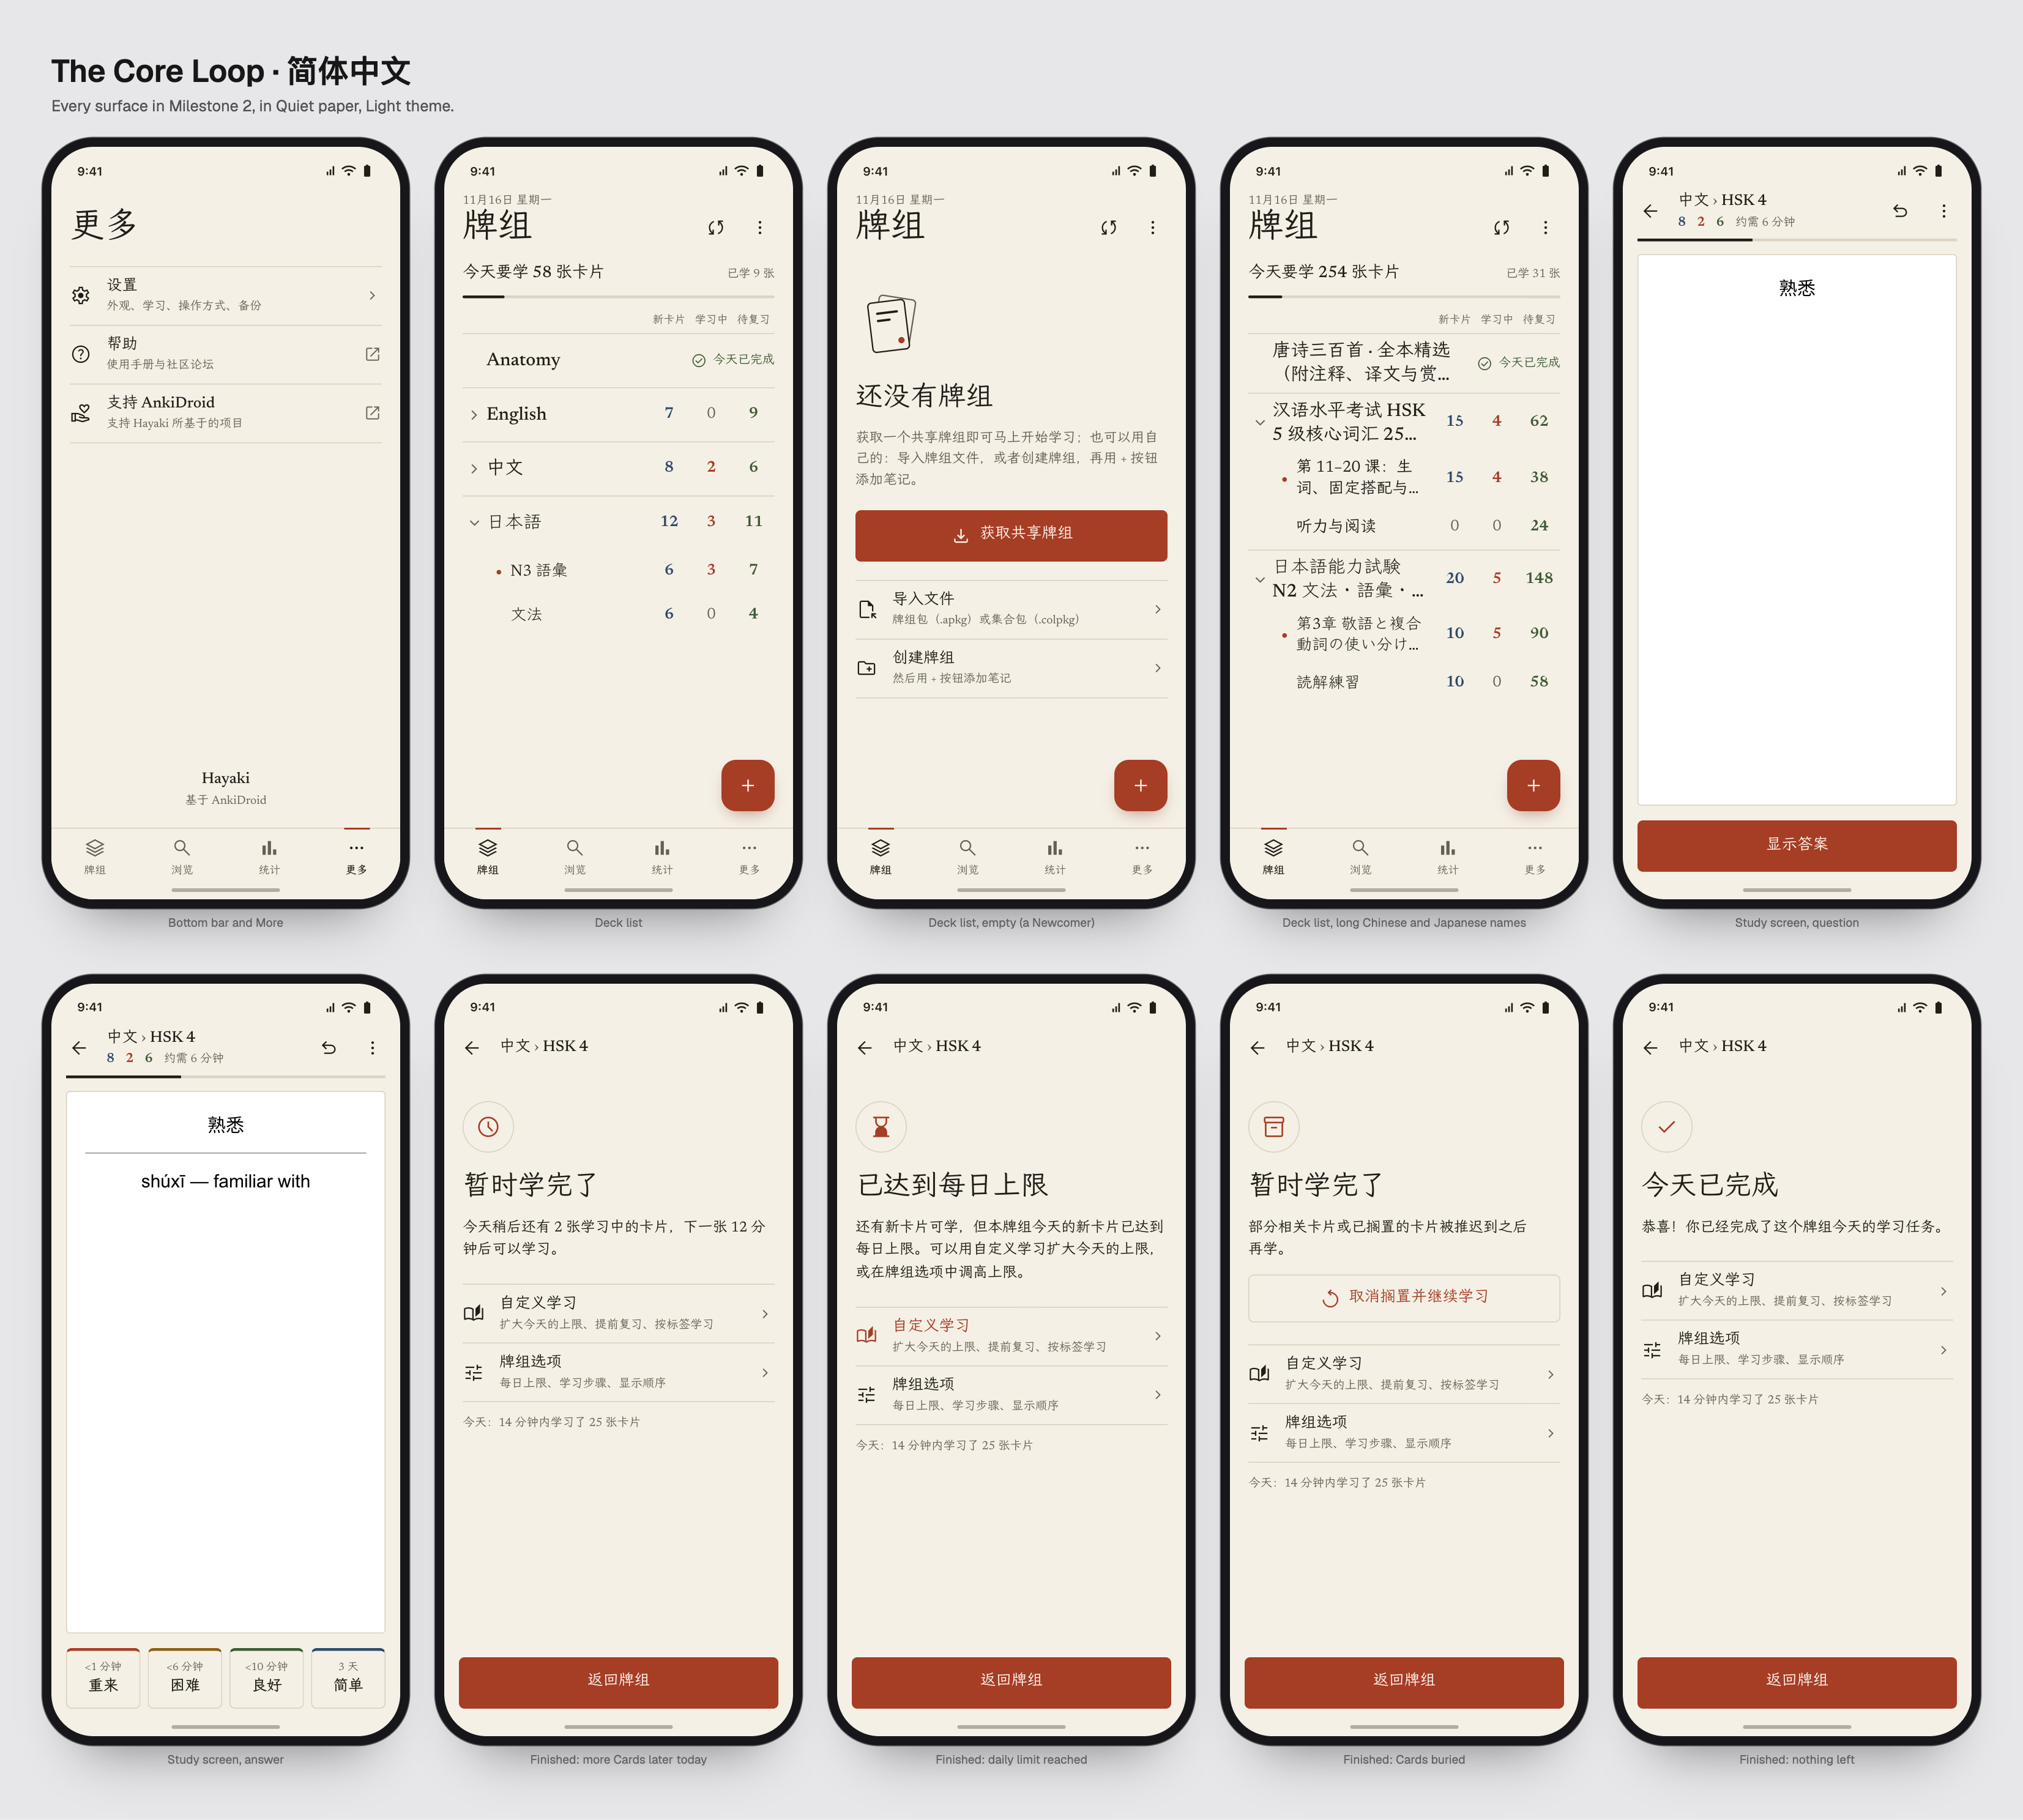 The Core Loop · 简体中文
Every surface in Milestone 2, in Quiet paper, Light theme.
9:41
更多
设置
外观、学习、操作方式、备份
帮助
使用手册与社区论坛
支持 AnkiDroid
支持 Hayaki 所基于的项目
Hayaki
基于 AnkiDroid
牌组 浏览 统计 更多
Bottom bar and More
9:41
11月16日 星期一
牌组
今天要学 58 张卡片 已学 9 张
新卡片 学习中 待复习
Anatomy 今天已完成
English 7 0 9
中文 8 2 6
日本語 12 3 11
N3 語彙 6 3 7
文法 6 0 4
牌组 浏览 统计 更多
Deck list
9:41
11月16日 星期一
牌组
还没有牌组
获取一个共享牌组即可马上开始学习；也可以用自
己的：导入牌组文件，或者创建牌组，再用 + 按钮
添加笔记。
获取共享牌组
导入文件
牌组包（.apkg）或集合包（.colpkg）
创建牌组
然后用 + 按钮添加笔记
牌组 浏览 统计 更多
Deck list, empty (a Newcomer)
9:41
11月16日 星期一
牌组
今天要学 254 张卡片 已学 31 张
新卡片 学习中 待复习
唐诗三百首 · 全本精选
（附注释、译文与赏... 今天已完成
汉语水平考试 HSK
5 级核心词汇 25... 15 4 62
第 11–20 课：生
词、固定搭配与... 15 4 38
听力与阅读 0 0 24
日本語能力試験
N2 文法・語彙・... 20 5 148
第3章 敬語と複合
動詞の使い分け... 10 5 90
読解練習 10 0 58
牌组 浏览 统计 更多
Deck list, long Chinese and Japanese names
9:41
中文 › HSK 4
8 2 6 约需 6 分钟
熟悉
显示答案
Study screen, question
9:41
中文 › HSK 4
8 2 6 约需 6 分钟
熟悉
shúxī — familiar with
<1 分钟 <6 分钟 <10 分钟 3 天
重来 困难 良好 简单
Study screen, answer
9:41
中文 › HSK 4
暂时学完了
今天稍后还有 2 张学习中的卡片，下一张 12 分
钟后可以学习。
自定义学习
扩大今天的上限、提前复习、按标签学习
牌组选项
每日上限、学习步骤、显示顺序
今天：14 分钟内学习了 25 张卡片
返回牌组
Finished: more Cards later today
9:41
中文 › HSK 4
已达到每日上限
还有新卡片可学，但本牌组今天的新卡片已达到
每日上限。可以用自定义学习扩大今天的上限，
或在牌组选项中调高上限。
自定义学习
扩大今天的上限、提前复习、按标签学习
牌组选项
每日上限、学习步骤、显示顺序
今天：14 分钟内学习了 25 张卡片
返回牌组
Finished: daily limit reached
9:41
中文 › HSK 4
暂时学完了
部分相关卡片或已搁置的卡片被推迟到之后
再学。
取消搁置并继续学习
自定义学习
扩大今天的上限、提前复习、按标签学习
牌组选项
每日上限、学习步骤、显示顺序
今天：14 分钟内学习了 25 张卡片
返回牌组
Finished: Cards buried
9:41
中文 › HSK 4
今天已完成
恭喜！你已经完成了这个牌组今天的学习任务。
自定义学习
扩大今天的上限、提前复习、按标签学习
牌组选项
每日上限、学习步骤、显示顺序
今天：14 分钟内学习了 25 张卡片
返回牌组
Finished: nothing left